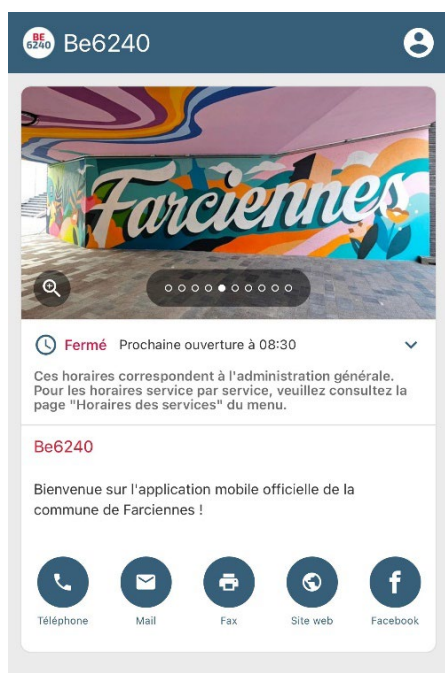 BE
6240
Be6240
Farciennes
Fermé Prochaine ouverture à 08:30
Ces horaires correspondent à l'administration générale.
Pour les horaires service par service, veuillez consultez la
page "Horaires des services" du menu.
Be6240
Bienvenue sur l'application mobile officielle de la
commune de Farciennes !
Téléphone Mail Fax Site web Facebook